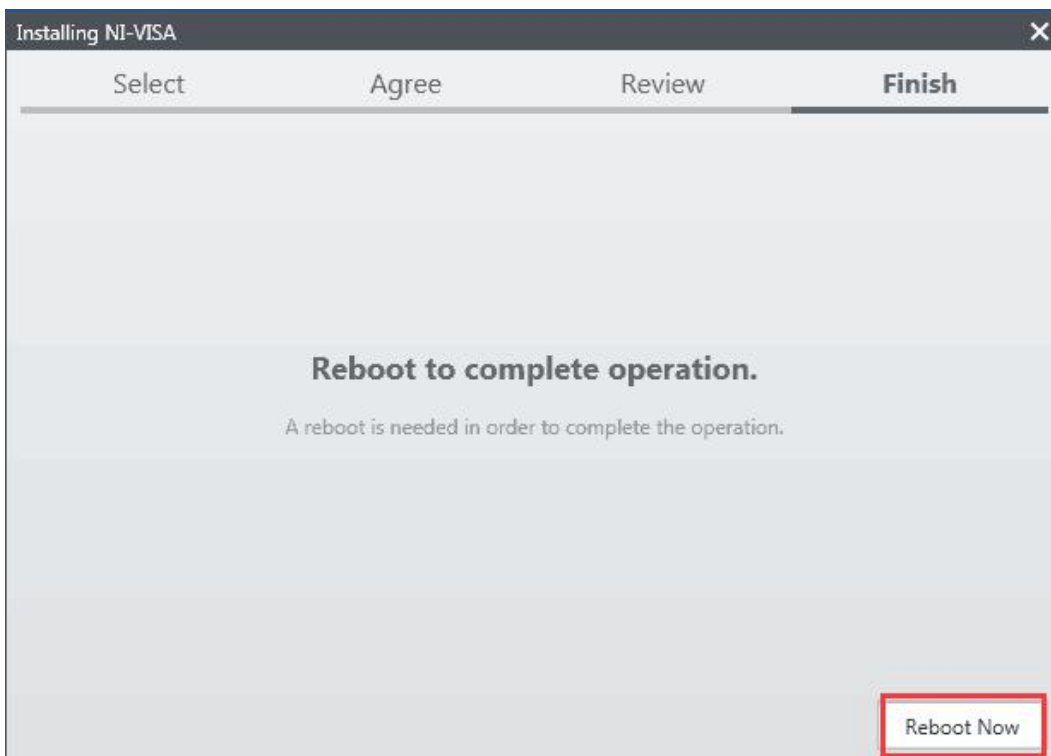 Installing NI-VISA
Select Agree Review Finish
Reboot to complete operation.
A reboot is needed in order to complete the operation.
Reboot Now